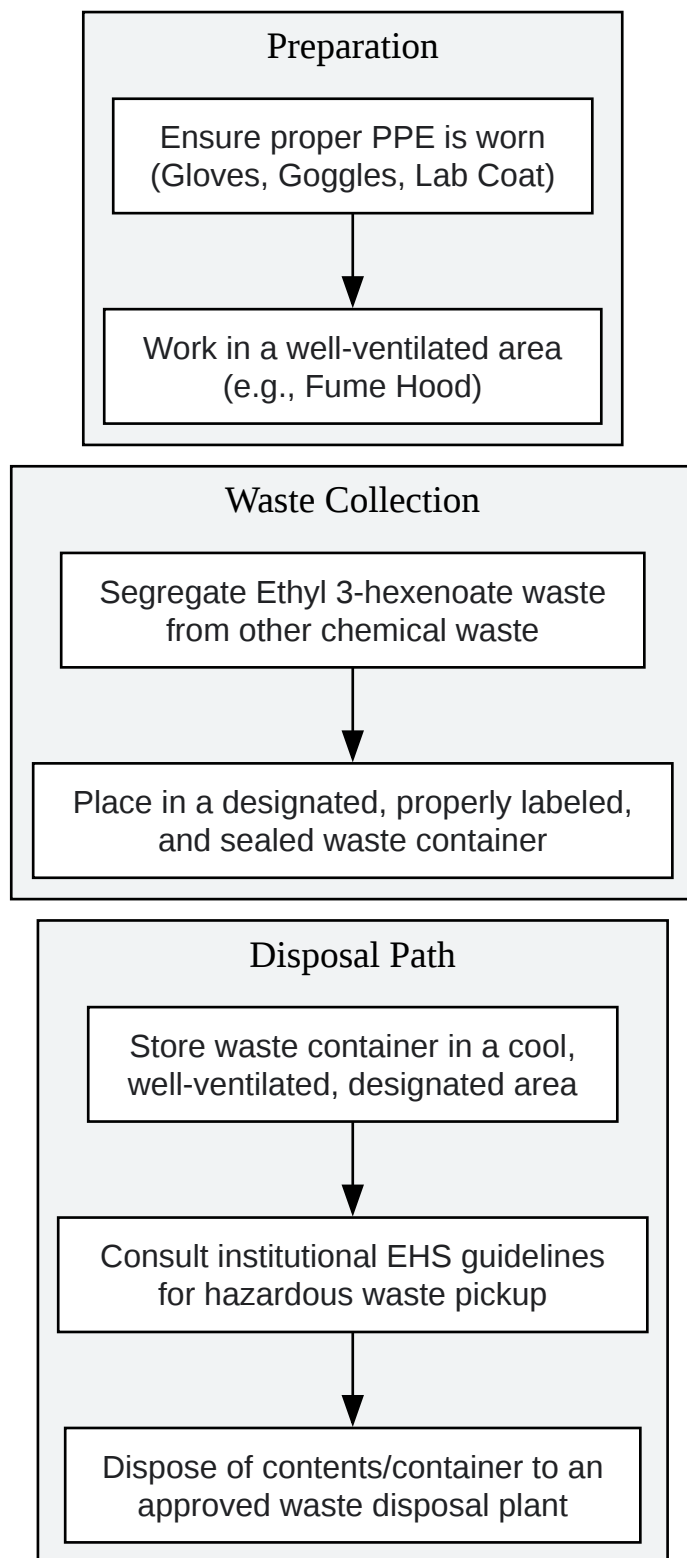 Preparation
Ensure proper PPE is worn
(Gloves, Goggles, Lab Coat)
Work in a well-ventilated area
(e.g., Fume Hood)
Waste Collection
Segregate Ethyl 3-hexenoate waste
from other chemical waste
Place in a designated, properly labeled,
and sealed waste container
Disposal Path
Store waste container in a cool,
well-ventilated, designated area
Consult institutional EHS guidelines
for hazardous waste pickup
Dispose of contents/container to an
approved waste disposal plant